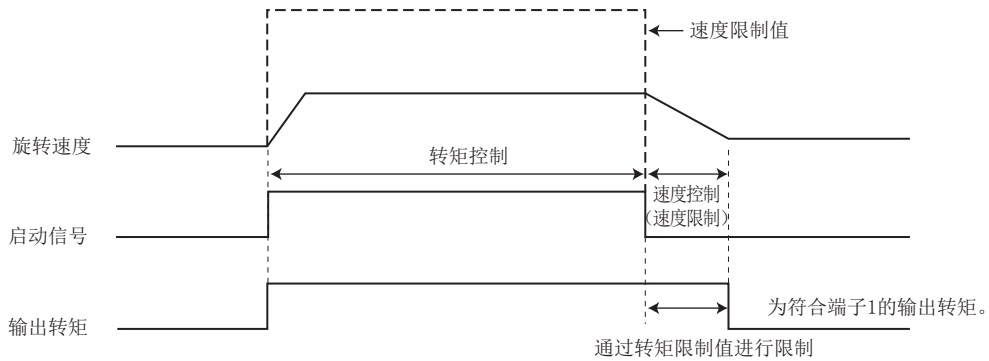 速度限制值
旋转速度
转矩控制
速度控制
（速度限制）
启动信号
为符合端子1的输出转矩。
输出转矩
通过转矩限制值进行限制